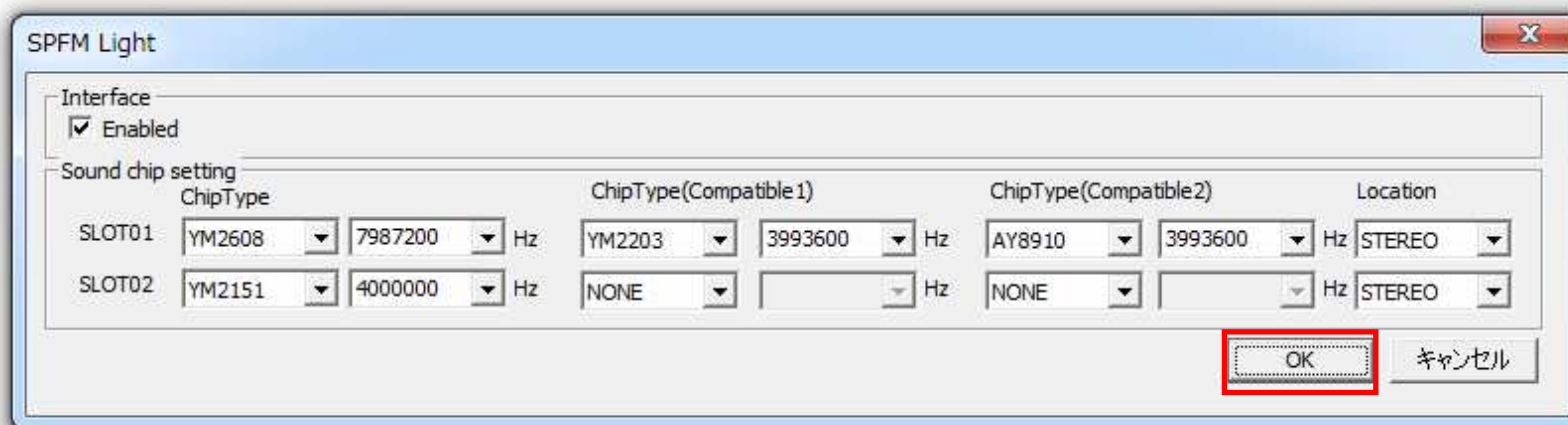 SPFM Light
Interface
Enabled
Sound chip setting
ChipType ChipType(Compatible1) ChipType(Compatible2) Location
SLOT01 YM2608 7987200 Hz YM2203 3993600 Hz AY8910 3993600 Hz STEREO
SLOT02 YM2151 4000000 Hz NONE Hz NONE Hz STEREO
OK キャンセル